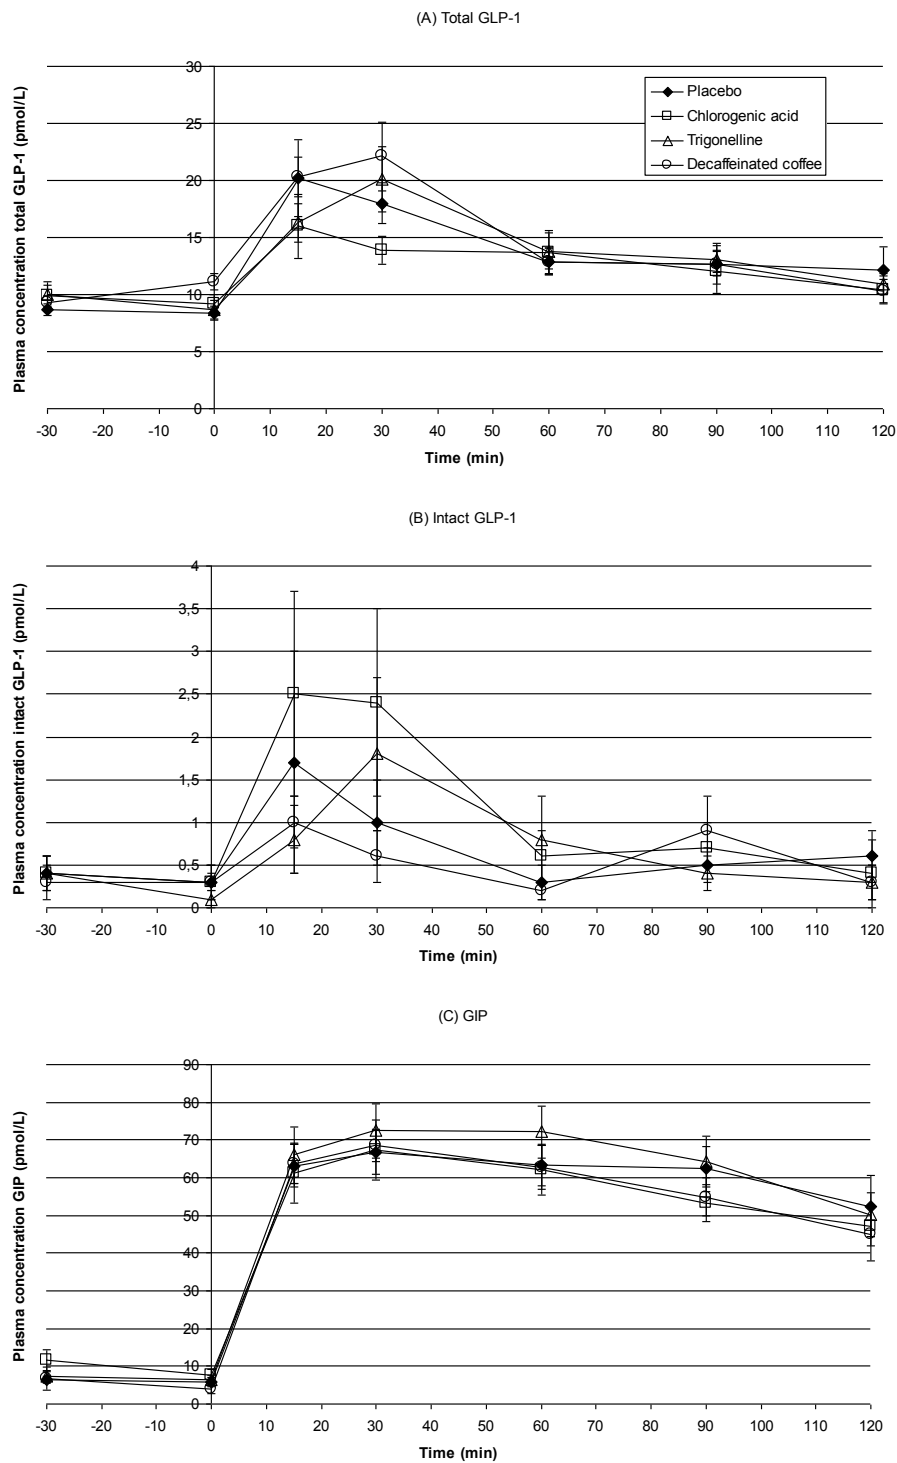 (A) Total GLP-1
Plasma concentration total GLP-1 (pmol/L)
30
25
20
15
10
5
0
Placebo
Chlorogenic acid
Trigonelline
Decaffeinated coffee
-30 -20 -10 0 10 20 30 40 50 60 70 80 90 100 110 120
Time (min)
(B) Intact GLP-1
Plasma concentration intact GLP-1 (pmol/L)
4
3,5
3
2,5
2
1,5
1
0,5
0
-30 -20 -10 0 10 20 30 40 50 60 70 80 90 100 110 120
Time (min)
(C) GIP
Plasma concentration GIP (pmol/L)
90
80
70
60
50
40
30
20
10
0
-30 -20 -10 0 10 20 30 40 50 60 70 80 90 100 110 120
Time (min)